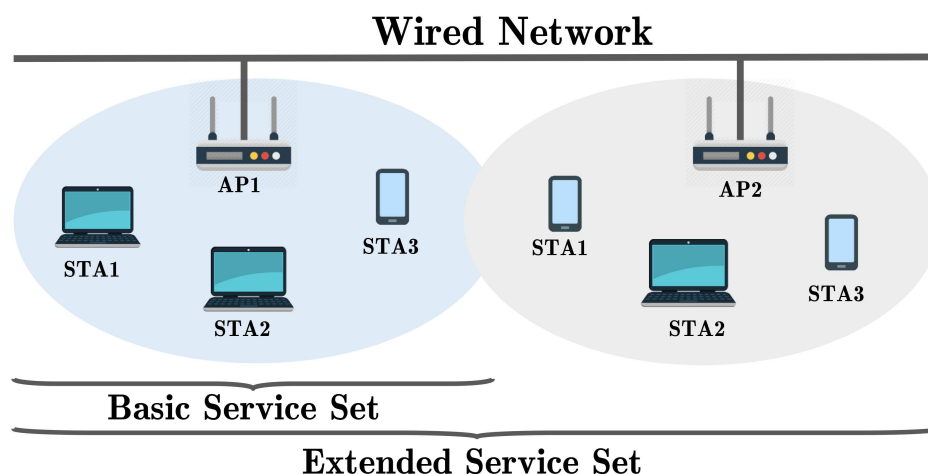 Wired Network
AP1
AP2
STA1
STA2
STA3
STA1
STA2
STA3
Basic Service Set
Extended Service Set